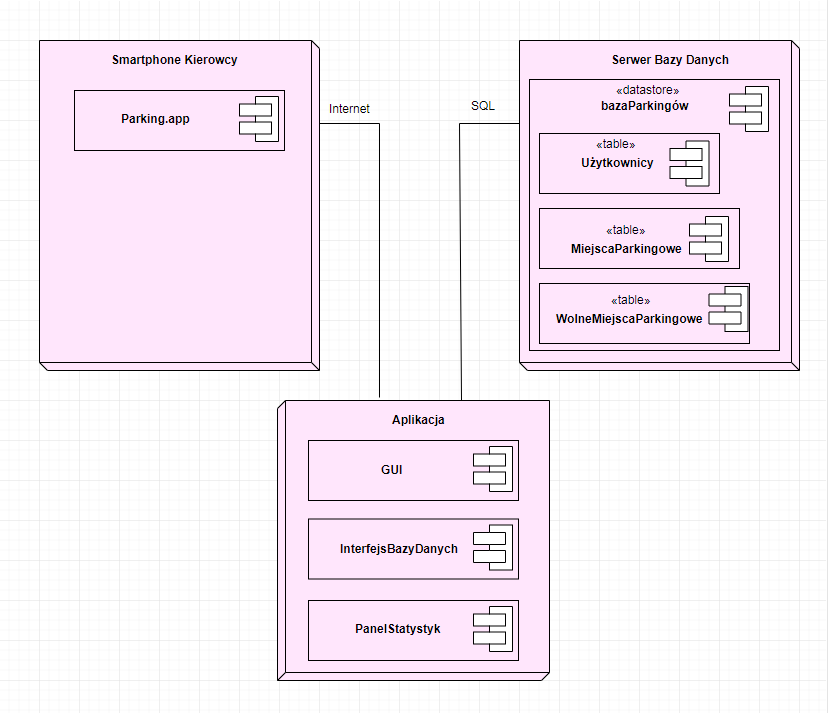 Smartphone Kierowcy
Parking.app
Internet
SQL
Serwer Bazy Danych
«datastore»
bazaParkingów
«table»
Użytkownicy
«table»
MiejscaParkingowe
«table»
WolneMiejscaParkingowe
Aplikacja
GUI
InterfejsBazyDanych
PanelStatystyk